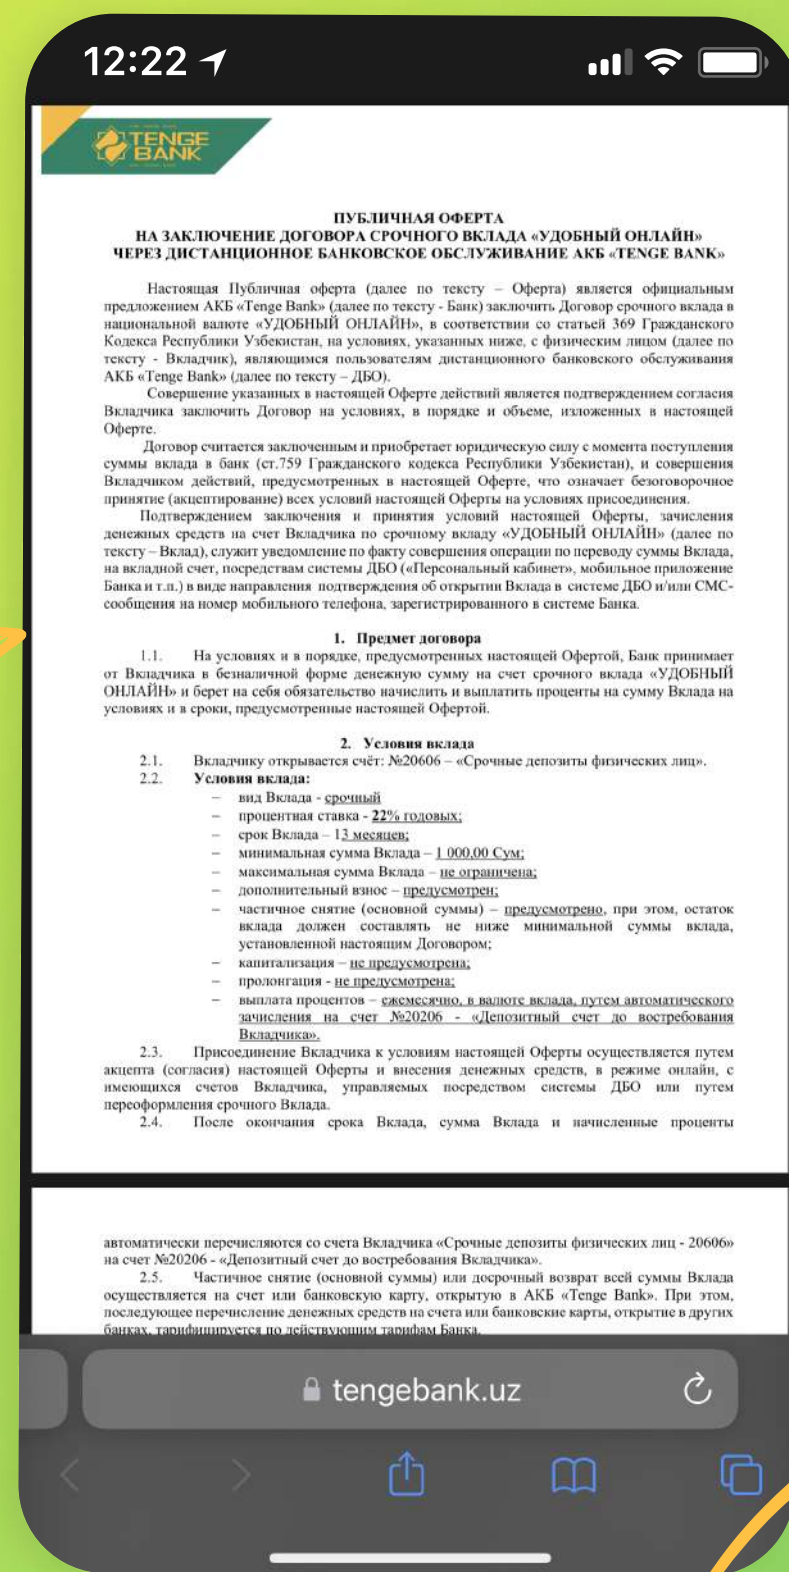 12:22
TENGE
BANK
ПУБЛИЧНАЯ ОФЕРТА
НА ЗАКЛЮЧЕНИЕ ДОГОВОРА СРОЧНОГО ВКЛАДА «УДОБНЫЙ ОНЛАЙН»
ЧЕРЕЗ ДИСТАНЦИОННОЕ БАНКОВСКОЕ ОБСЛУЖИВАНИЕ АКБ «TENGE BANK»
Настоящая Публичная оферта (далее по тексту – Оферта) является официальным
предложением АКБ «Tenge Bank» (далее по тексту - Банк) заключить Договор срочного вклада в
национальной валюте «УДОБНЫЙ ОНЛАЙН», в соответствии со статьей 369 Гражданского
Кодекса Республики Узбекистан, на условиях, указанных ниже, с физическим лицом (далее по
тексту - Вкладчик), являющимся пользователям дистанционного банковского обслуживания
АКБ «Tenge Bank» (далее по тексту – ДБО).
Совершение указанных в настоящей Оферте действий является подтверждением согласия
Вкладчика заключить Договор на условиях, в порядке и объеме, изложенных в настоящей
Оферте.
Договор считается заключенным и приобретает юридическую силу с момента поступления
суммы вклада в банк (ст.759 Гражданского кодекса Республики Узбекистан), и совершения
Вкладчиком действий, предусмотренных в настоящей Оферте, что означает безоговорочное
принятие (акцептирование) всех условий настоящей Оферты на условиях присоединения.
Подтверждением заключения и принятия условий настоящей Оферты, зачисления
денежных средств на счет Вкладчика по срочному вкладу «УДОБНЫЙ ОНЛАЙН» (далее по
тексту – Вклад), служит уведомление по факту совершения операции по переводу суммы Вклада,
на вкладной счет, посредствам системы ДБО («Персональный кабинет», мобильное приложение
Банка и т.п.) в виде направления подтверждения об открытии Вклада в системе ДБО и/или СМС-
сообщения на номер мобильного телефона, зарегистрированного в системе Банка.
1. Предмет договора
1.1. На условиях и в порядке, предусмотренных настоящей Офертой, Банк принимает
от Вкладчика в безналичной форме денежную сумму на счет срочного вклада «УДОБНЫЙ
ОНЛАЙН» и берет на себя обязательство начислить и выплатить проценты на сумму Вклада на
условиях и в сроки, предусмотренные настоящей Офертой.
2. Условия вклада
2.1. Вкладчику открывается счёт: №20606 – «Срочные депозиты физических лиц».
2.2. Условия вклада:
– вид Вклада - срочный
– процентная ставка - 22% годовых;
– срок Вклада – 13 месяцев;
– минимальная сумма Вклада – 1 000,00 Сум;
– максимальная сумма Вклада – не ограничена;
– дополнительный взнос – предусмотрен;
– частичное снятие (основной суммы) – предусмотрено, при этом, остаток
вклада должен составлять не ниже минимальной суммы вклада,
установленной настоящим Договором;
– капитализация – не предусмотрена;
– пролонгация - не предусмотрена;
– выплата процентов – ежемесячно, в валюте вклада, путем автоматического
зачисления на счет №20206 - «Депозитный счет до востребования
Вкладчика».
2.3. Присоединение Вкладчика к условиям настоящей Оферты осуществляется путем
акцепта (согласия) настоящей Оферты и внесения денежных средств, в режиме онлайн, с
имеющихся счетов Вкладчика, управляемых посредством системы ДБО или путем
переоформления срочного Вклада.
2.4. После окончания срока Вклада, сумма Вклада и начисленные проценты
автоматически перечисляются со счета Вкладчика «Срочные депозиты физических лиц - 20606»
на счет №20206 - «Депозитный счет до востребования Вкладчика».
2.5. Частичное снятие (основной суммы) или досрочный возврат всей суммы Вклада
осуществляется на счет или банковскую карту, открытую в АКБ «Tenge Bank». При этом,
последующее перечисление денежных средств на счета или банковские карты, открытие в других
банках, тарифицируется по действующим тарифам Банка.
tengebank.uz